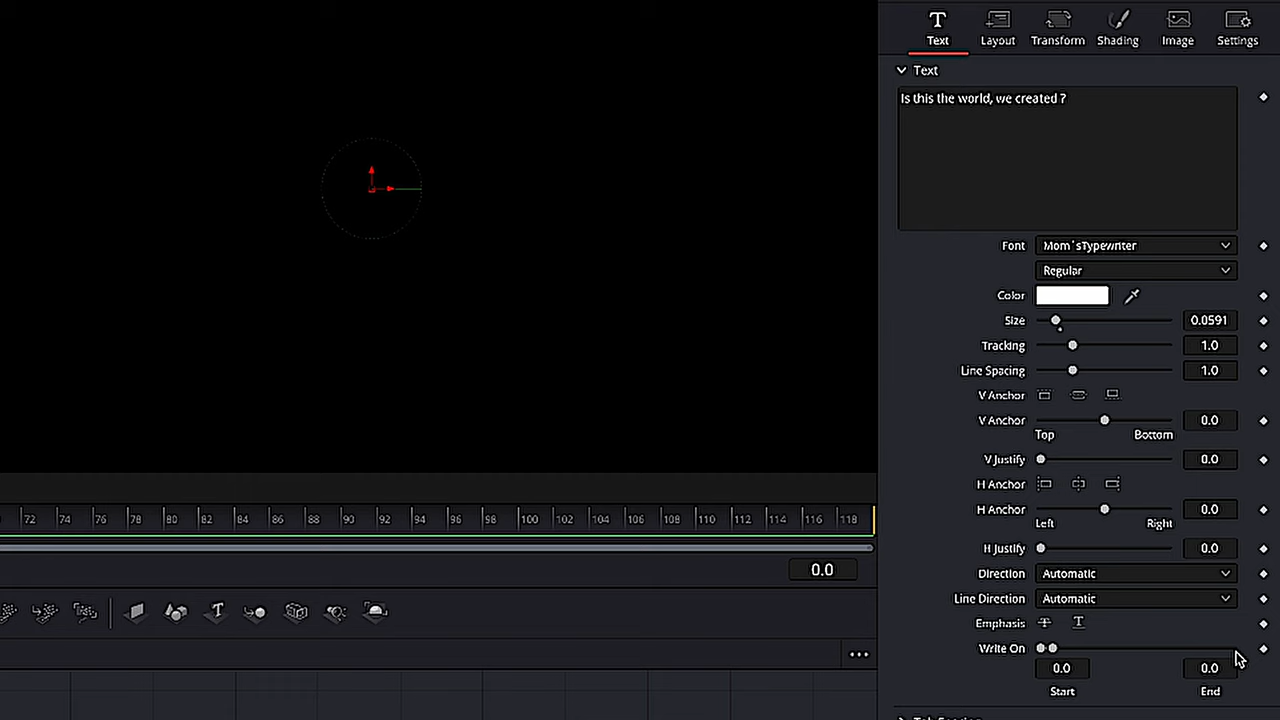 Text Layout Transform Shading Image Settings
Text
Is this the world, we created ?
Font Mom'sTypewriter
Regular
Color
Size 0.0591
Tracking 1.0
Line Spacing 1.0
V Anchor
V Anchor 0.0
Top Bottom
V Justify 0.0
H Anchor
H Anchor 0.0
Left Right
H Justify 0.0
Direction Automatic
Line Direction Automatic
Emphasis
Write On
0.0 0.0
Start End
72 74 76 78 80 82 84 86 88 90 92 94 96 98 100 102 104 106 108 110 112 114 116 118
0.0